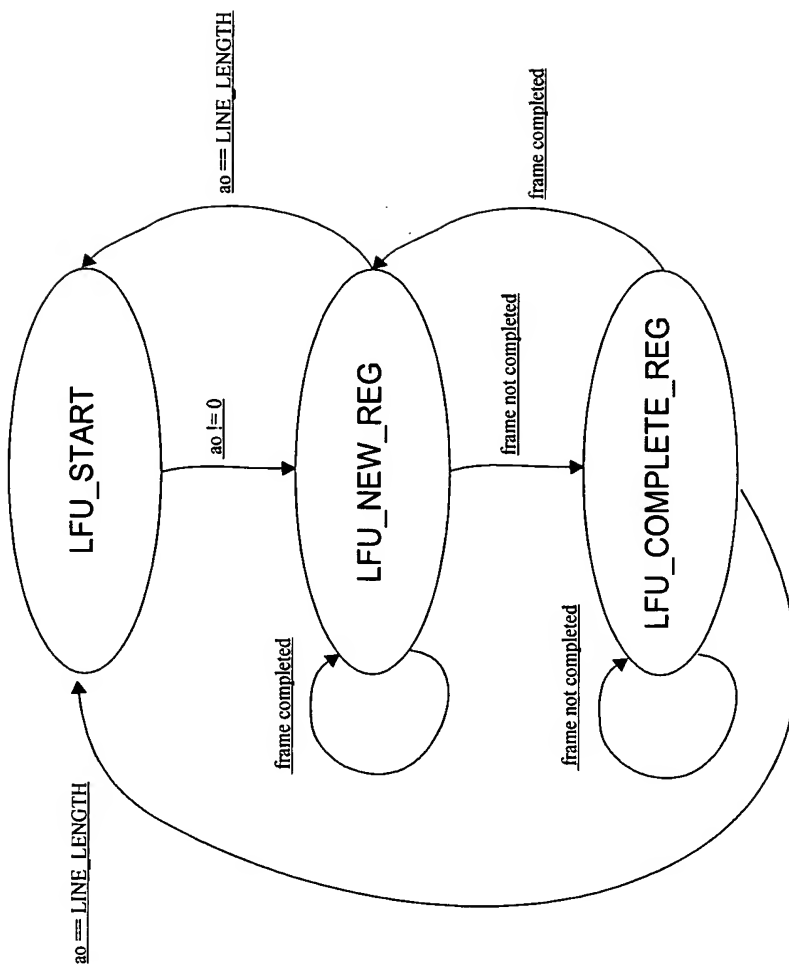 LFU_START
ao == LINE_LENGTH
ao != 0
LFU_NEW_REG
frame completed
ao == LINE_LENGTH
frame not completed
frame completed
LFU_COMPLETE_REG
frame not completed